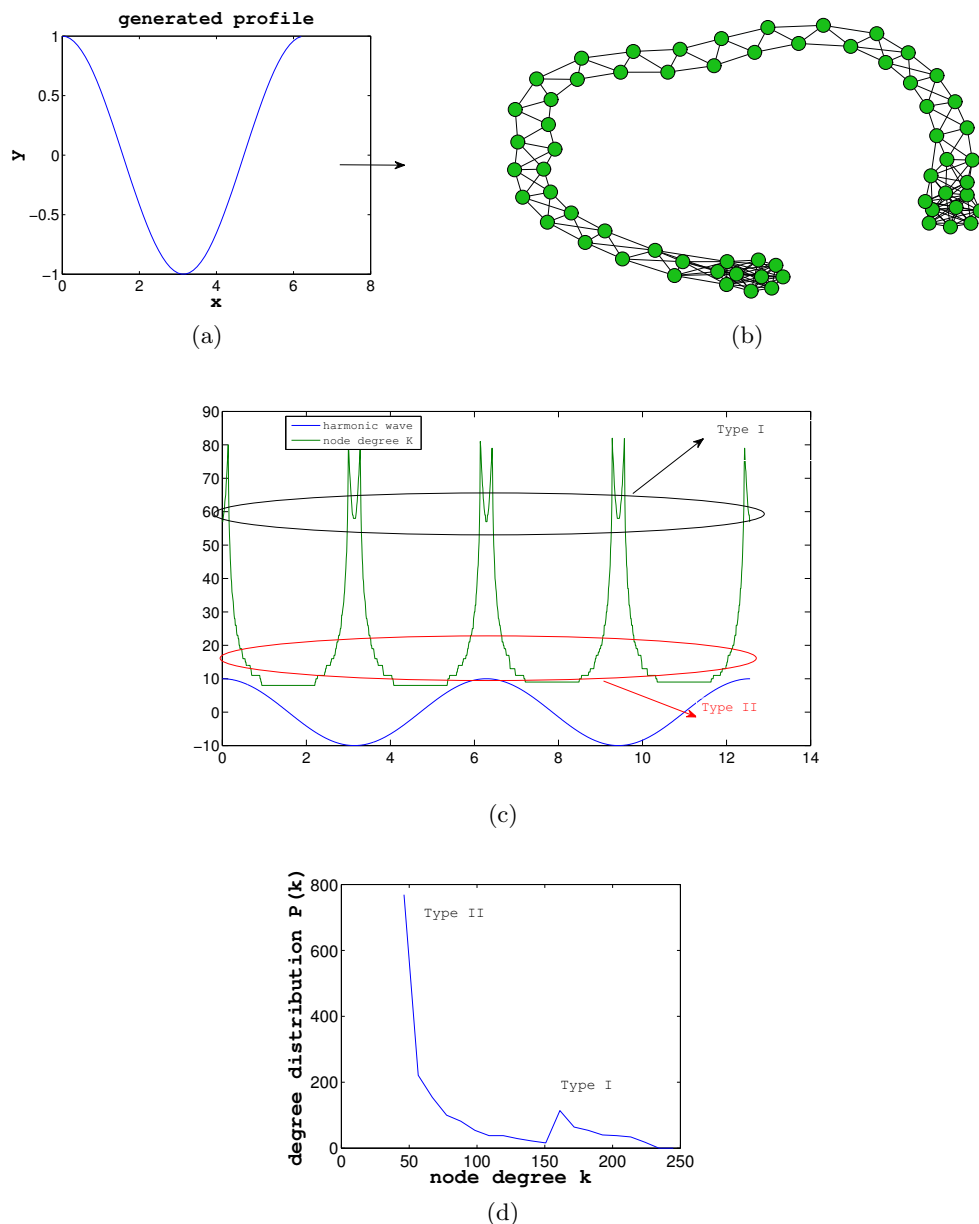 generated profile
1
0.5
0
−0.5
−1
y
0 2 4 6 8
x
(a)
(b)
90
80
70
60
50
40
30
20
10
0
−10
harmonic wave
node degree K
Type I
Type II
0 2 4 6 8 10 12 14
(c)
800
600
400
200
0
degree distribution P(k)
Type II
Type I
0 50 100 150 200 250
node degree k
(d)